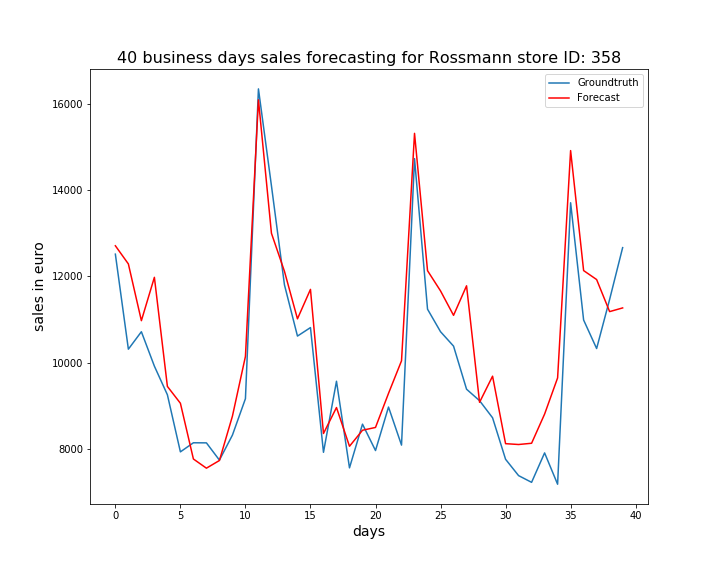 40 business days sales forecasting for Rossmann store ID: 358
Groundtruth
Forecast
sales in euro
16000
14000
12000
10000
8000
0 5 10 15 20 25 30 35 40
days